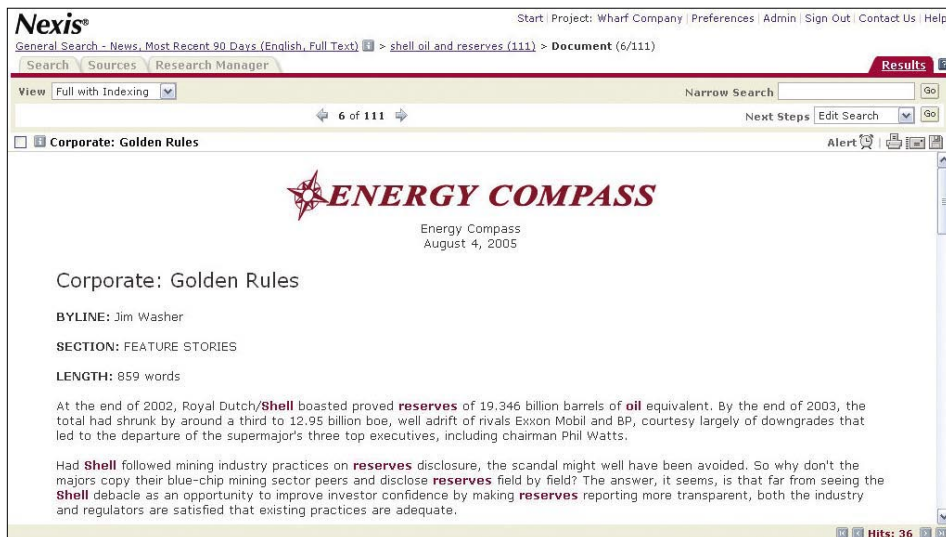 Nexis®
Start | Project: Wharf Company | Preferences | Admin | Sign Out | Contact Us | Help
General Search - News, Most Recent 90 Days (English, Full Text) > shell oil and reserves (111) > Document (6/111)
Search Sources Research Manager
Results
View Full with Indexing
Narrow Search Go
6 of 111
Next Steps Edit Search Go
Corporate: Golden Rules
Alert
ENERGY COMPASS
Energy Compass
August 4, 2005
Corporate: Golden Rules
BYLINE: Jim Washer
SECTION: FEATURE STORIES
LENGTH: 859 words
At the end of 2002, Royal Dutch/Shell boasted proved reserves of 19.346 billion barrels of oil equivalent. By the end of 2003, the
total had shrunk by around a third to 12.95 billion boe, well adrift of rivals Exxon Mobil and BP, courtesy largely of downgrades that
led to the departure of the supermajor's three top executives, including chairman Phil Watts.
Had Shell followed mining industry practices on reserves disclosure, the scandal might well have been avoided. So why don't the
majors copy their blue-chip mining sector peers and disclose reserves field by field? The answer, it seems, is that far from seeing the
Shell debacle as an opportunity to improve investor confidence by making reserves reporting more transparent, both the industry
and regulators are satisfied that existing practices are adequate.
Hits: 36